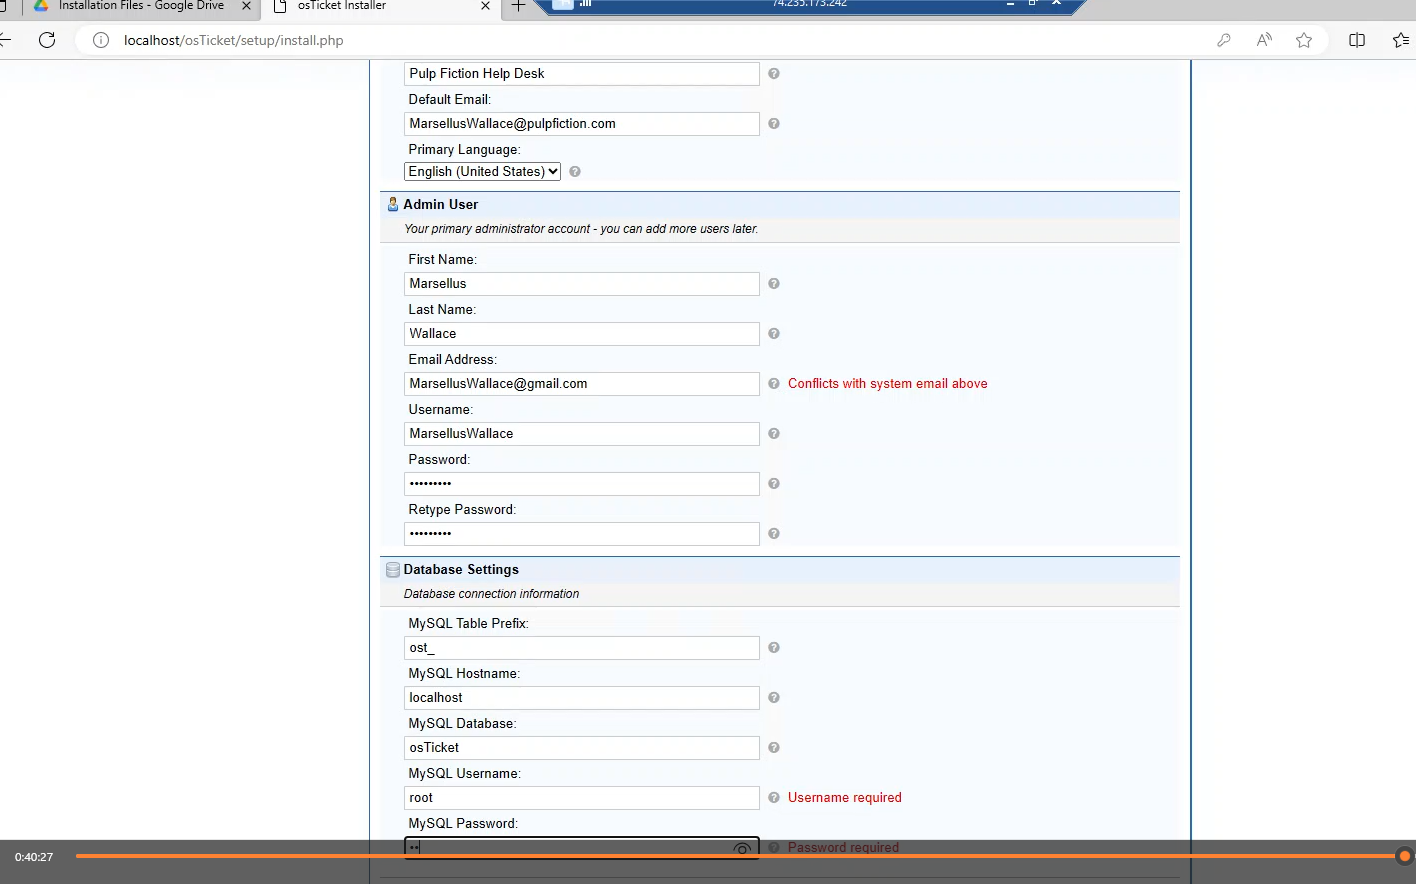 Installation Files - Google Drive
osTicket Installer
74.235.173.242
localhost/osTicket/setup/install.php
Pulp Fiction Help Desk
Default Email:
MarsellusWallace@pulpfiction.com
Primary Language:
English (United States)
Admin User
Your primary administrator account - you can add more users later.
First Name:
Marsellus
Last Name:
Wallace
Email Address:
MarsellusWallace@gmail.com
Conflicts with system email above
Username:
MarsellusWallace
Password:
•••••••••
Retype Password:
•••••••••
Database Settings
Database connection information
MySQL Table Prefix:
ost_
MySQL Hostname:
localhost
MySQL Database:
osTicket
MySQL Username:
root
Username required
MySQL Password:
••
Password required
0:40:27